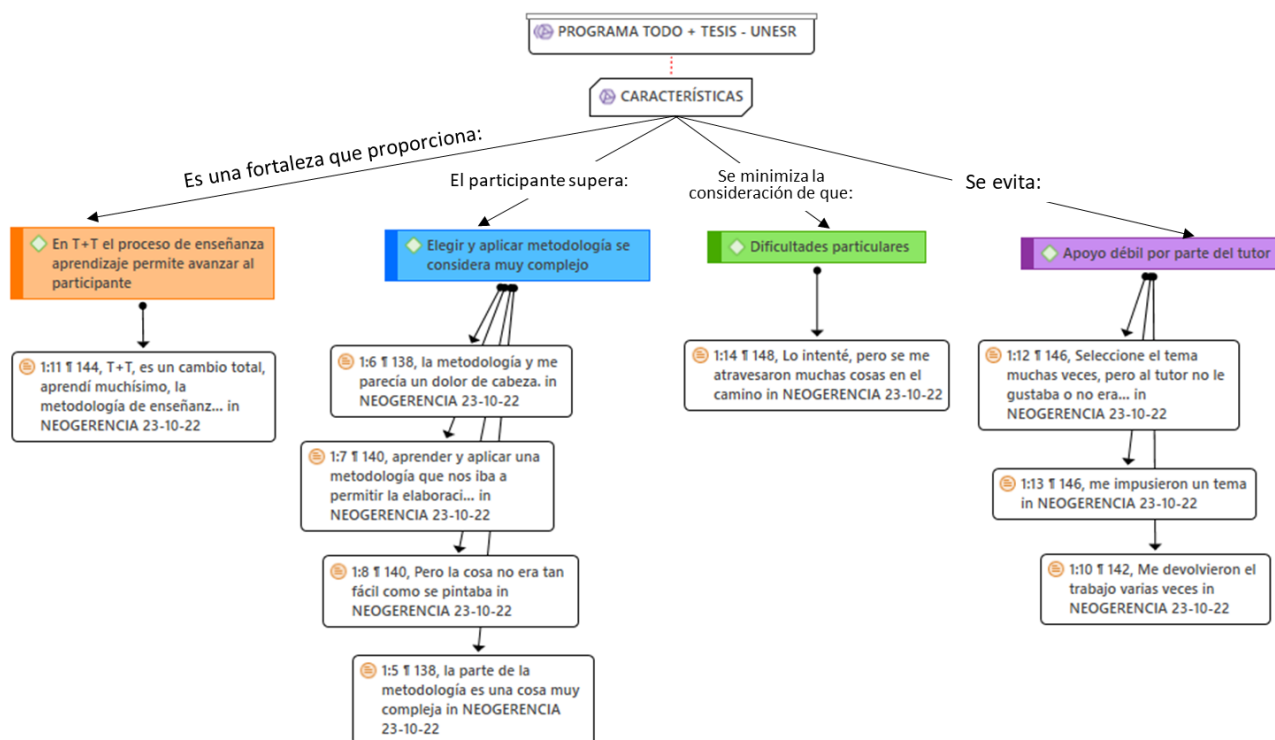 PROGRAMA TODO + TESIS - UNESR
CARACTERÍSTICAS
Es una fortaleza que proporciona:
El participante supera:
Se minimiza la
consideración de que:
Se evita:
En T+T el proceso de enseñanza
aprendizaje permite avanzar al
participante
Elegir y aplicar metodología se
considera muy complejo
Dificultades particulares
Apoyo débil por parte del tutor
1:11 ¶ 144, T+T, es un cambio total,
aprendí muchísimo, la
metodología de enseñanz... in
NEOGERENCIA 23-10-22
1:6 ¶ 138, la metodología y me
parecía un dolor de cabeza. in
NEOGERENCIA 23-10-22
1:7 ¶ 140, aprender y aplicar una
metodología que nos iba a
permitir la elaboraci... in
NEOGERENCIA 23-10-22
1:8 ¶ 140, Pero la cosa no era tan
fácil como se pintaba in
NEOGERENCIA 23-10-22
1:5 ¶ 138, la parte de la
metodología es una cosa muy
compleja in NEOGERENCIA
23-10-22
1:14 ¶ 148, Lo intenté, pero se me
atravesaron muchas cosas en el
camino in NEOGERENCIA 23-10-22
1:12 ¶ 146, Seleccione el tema
muchas veces, pero al tutor no le
gustaba o no era... in
NEOGERENCIA 23-10-22
1:13 ¶ 146, me impusieron un tema
in NEOGERENCIA 23-10-22
1:10 ¶ 142, Me devolvieron el
trabajo varias veces in
NEOGERENCIA 23-10-22